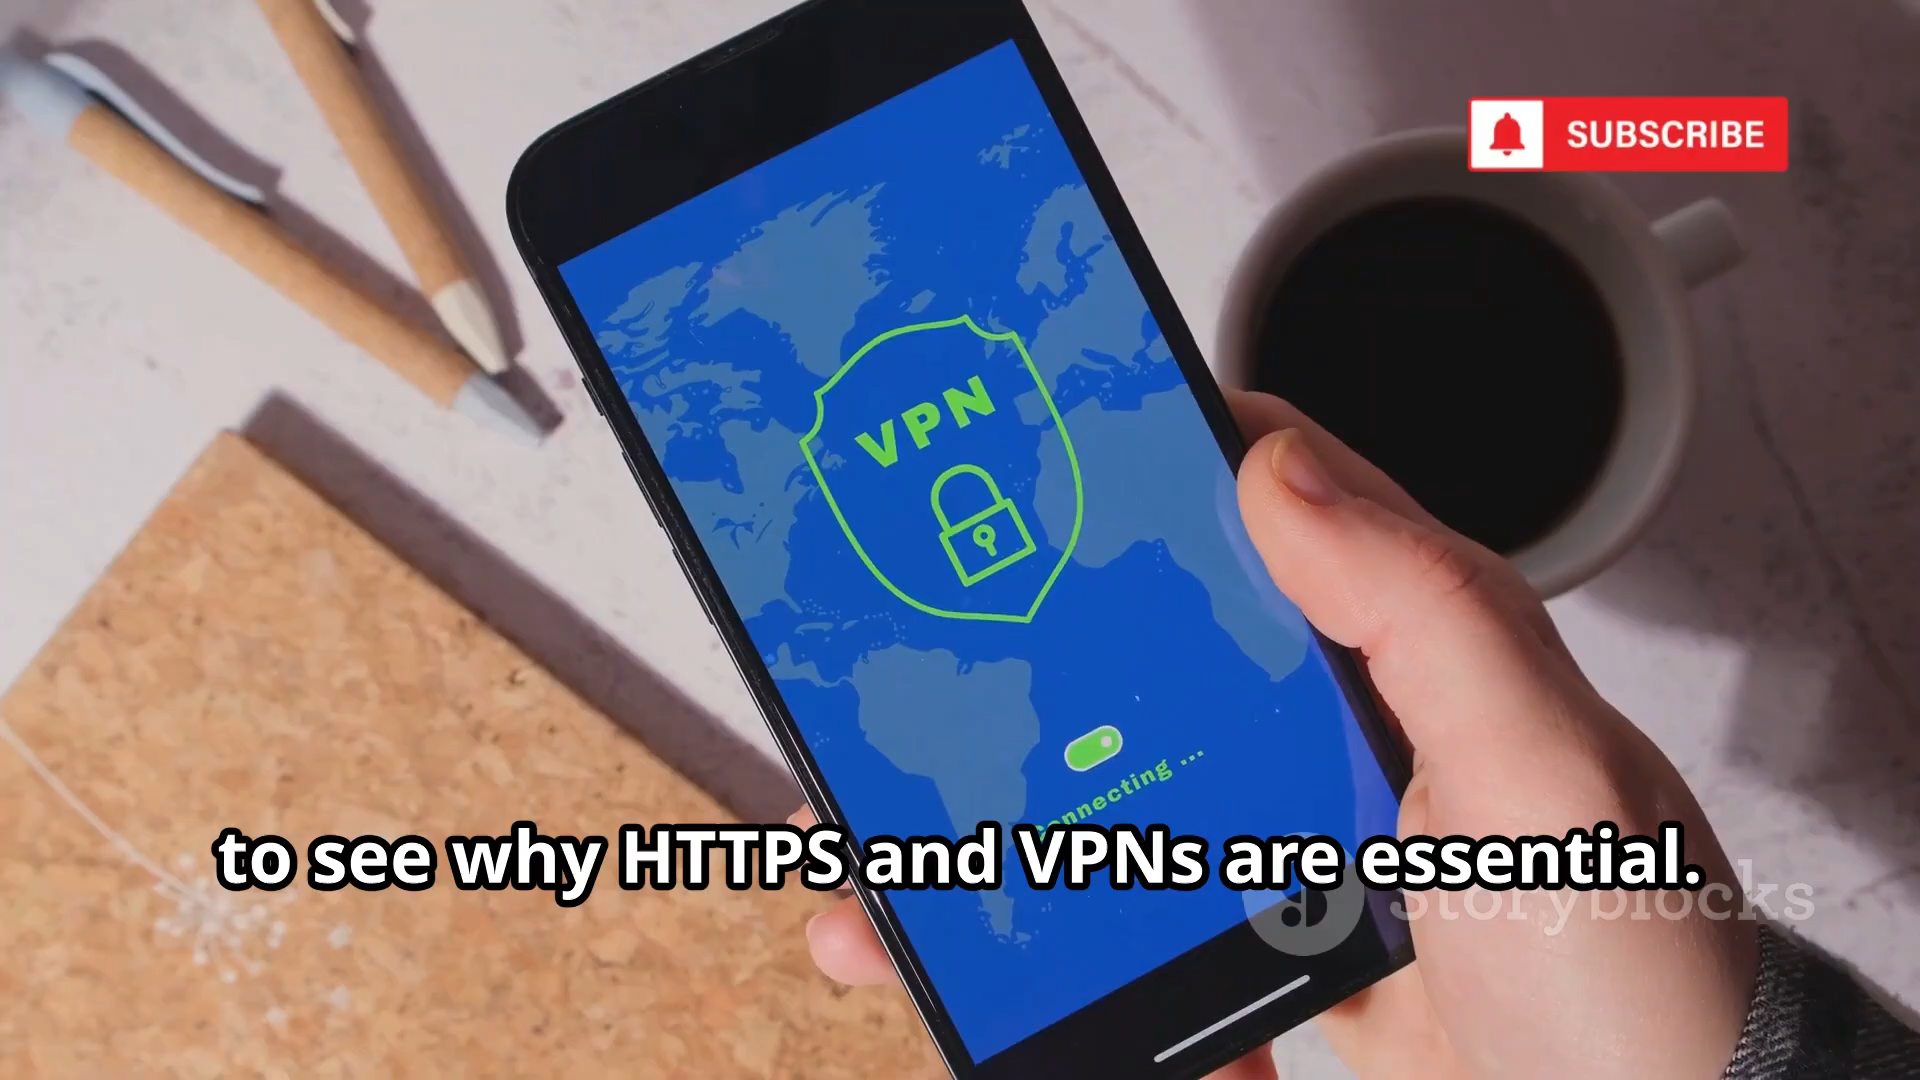 SUBSCRIBE
VPN
Connecting ...
to see why HTTPS and VPNs are essential.
Storyblocks